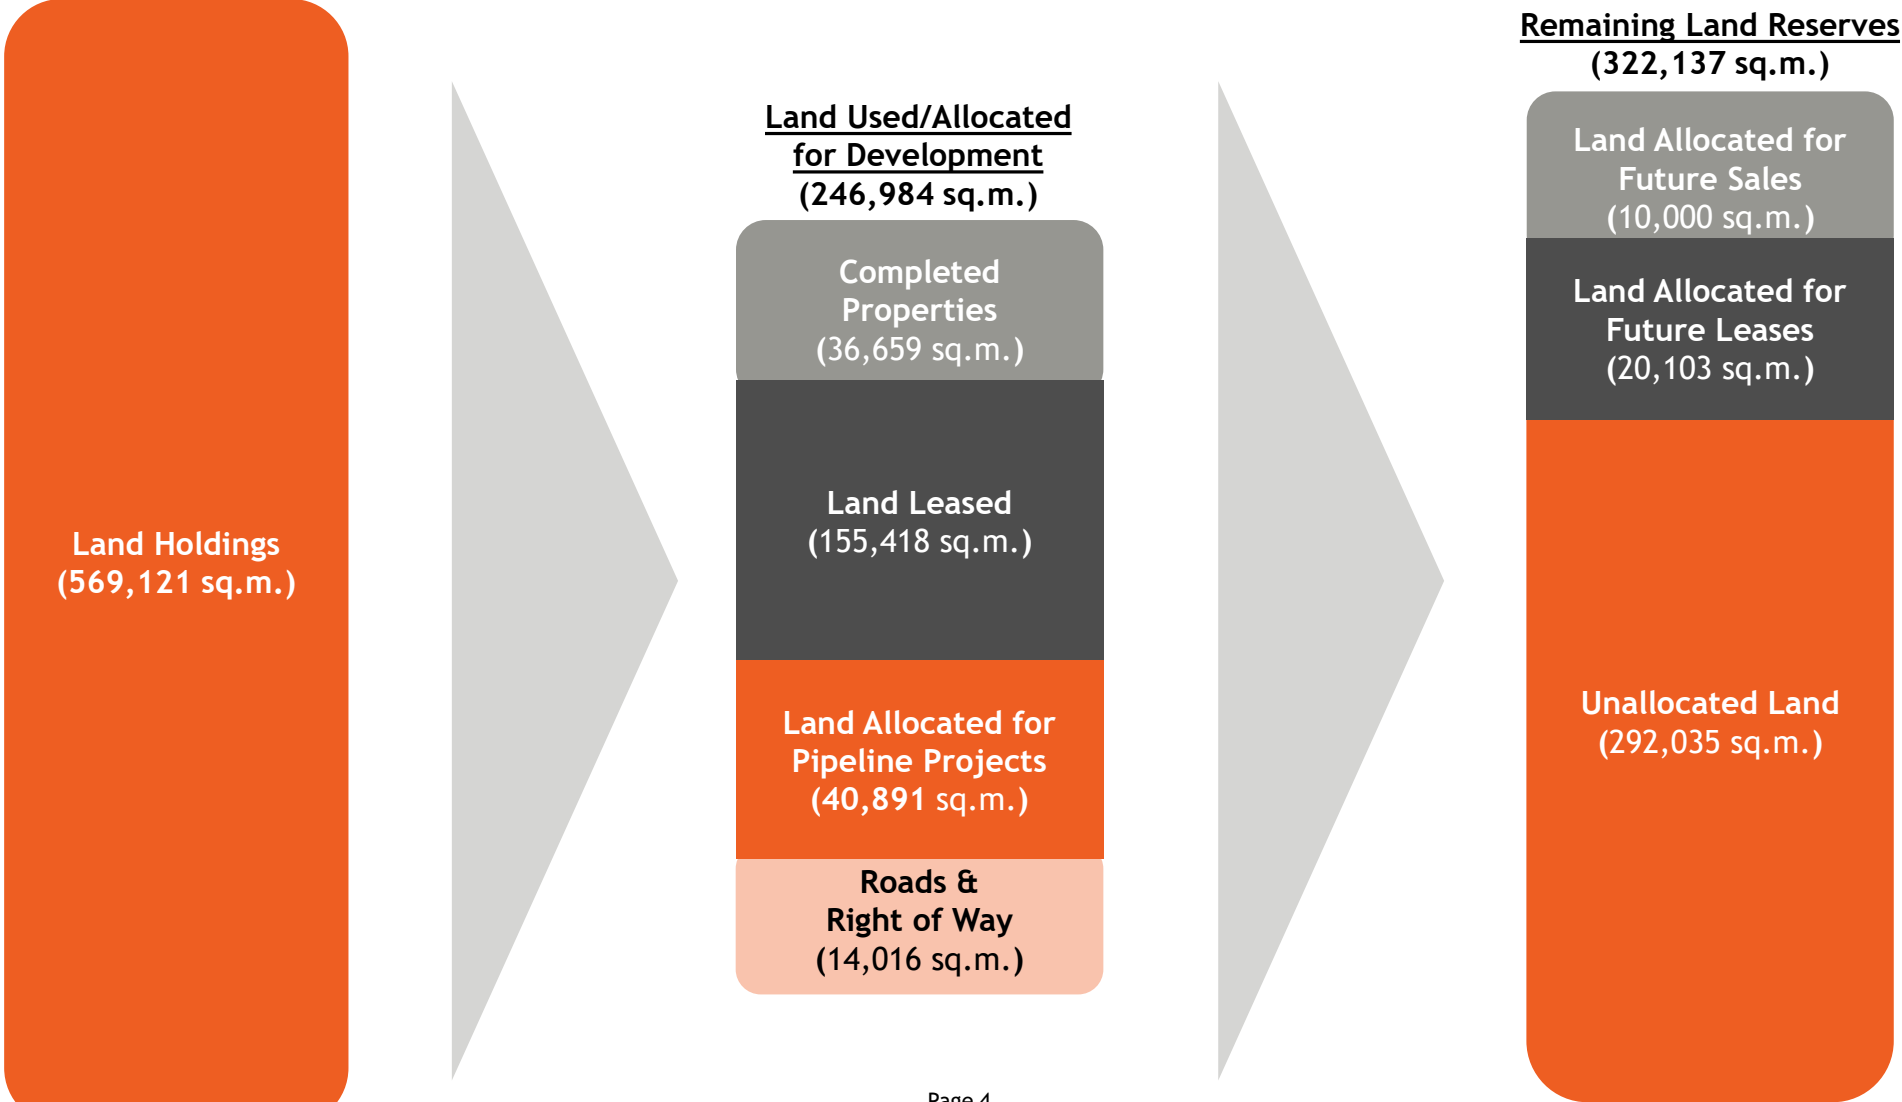 Land Holdings
(569,121 sq.m.)
Land Used/Allocated
for Development
(246,984 sq.m.)
Completed
Properties
(36,659 sq.m.)
Land Leased
(155,418 sq.m.)
Land Allocated for
Pipeline Projects
(40,891 sq.m.)
Roads &
Right of Way
(14,016 sq.m.)
Remaining Land Reserves
(322,137 sq.m.)
Land Allocated for
Future Sales
(10,000 sq.m.)
Land Allocated for
Future Leases
(20,103 sq.m.)
Unallocated Land
(292,035 sq.m.)
Page 4